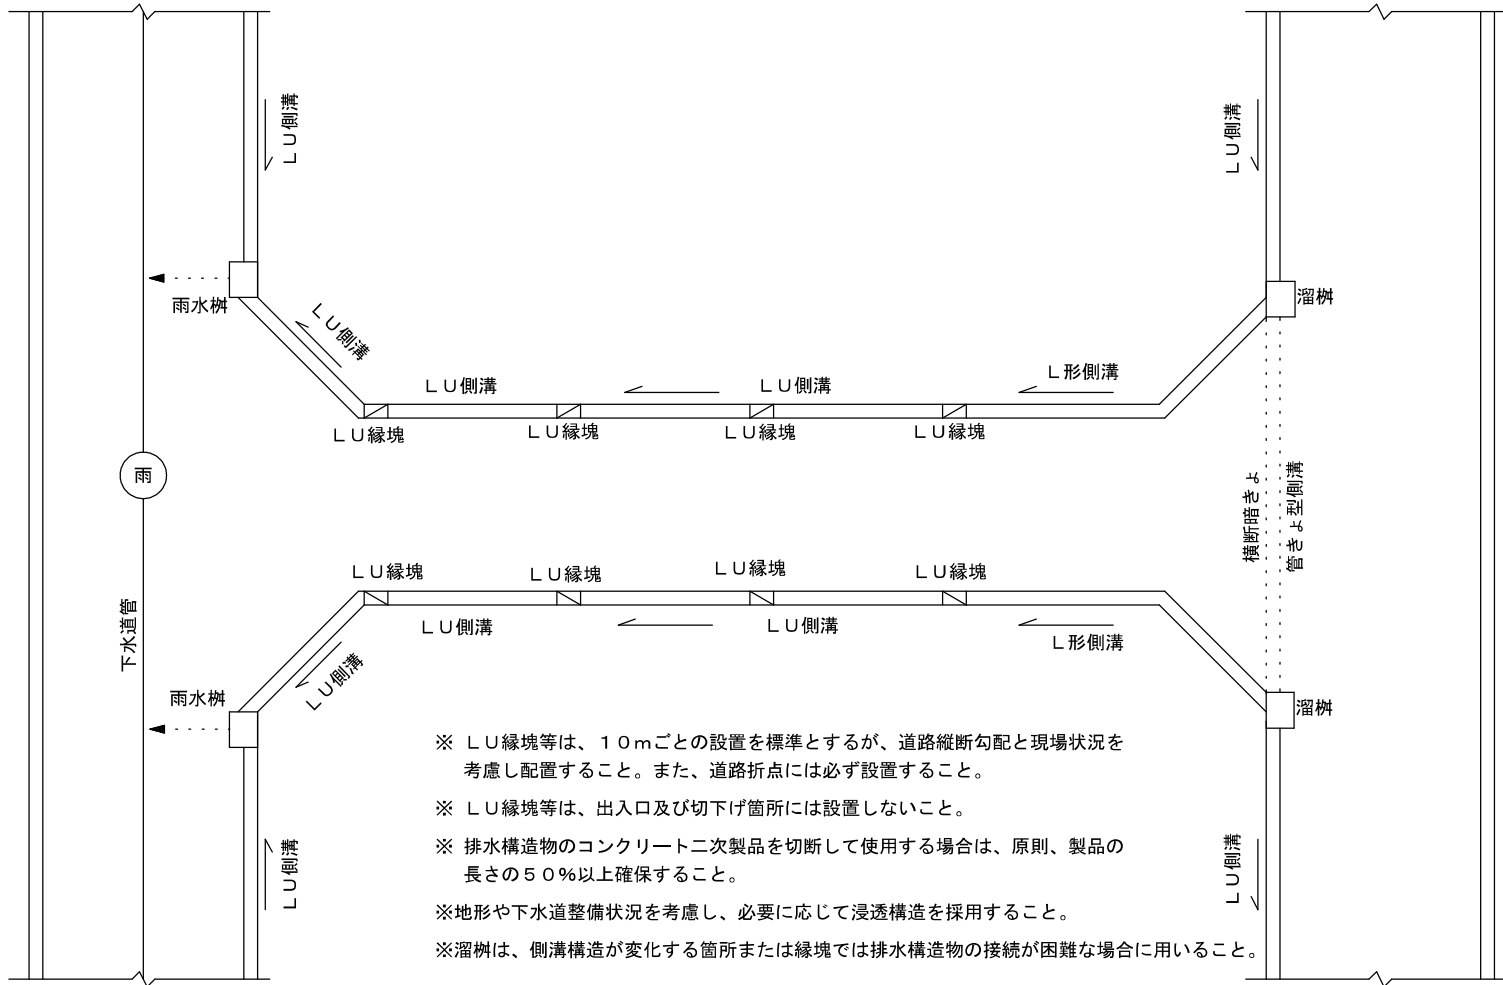 ＬＵ側溝
ＬＵ側溝
雨水桝
溜桝
ＬＵ側溝
ＬＵ側溝
ＬＵ側溝
Ｌ形側溝
ＬＵ縁塊
ＬＵ縁塊
ＬＵ縁塊
ＬＵ縁塊
雨
横断暗きょ
管きょ型側溝
ＬＵ縁塊
ＬＵ縁塊
ＬＵ縁塊
ＬＵ縁塊
下水道管
ＬＵ側溝
ＬＵ側溝
Ｌ形側溝
ＬＵ側溝
雨水桝
溜桝
※ ＬＵ縁塊等は、１０ｍごとの設置を標準とするが、道路縦断勾配と現場状況を
考慮し配置すること。また、道路折点には必ず設置すること。
※ ＬＵ縁塊等は、出入口及び切下げ箇所には設置しないこと。
※ 排水構造物のコンクリート二次製品を切断して使用する場合は、原則、製品の
長さの５０％以上確保すること。
※地形や下水道整備状況を考慮し、必要に応じて浸透構造を採用すること。
※溜桝は、側溝構造が変化する箇所または縁塊では排水構造物の接続が困難な場合に用いること。
ＬＵ側溝
ＬＵ側溝